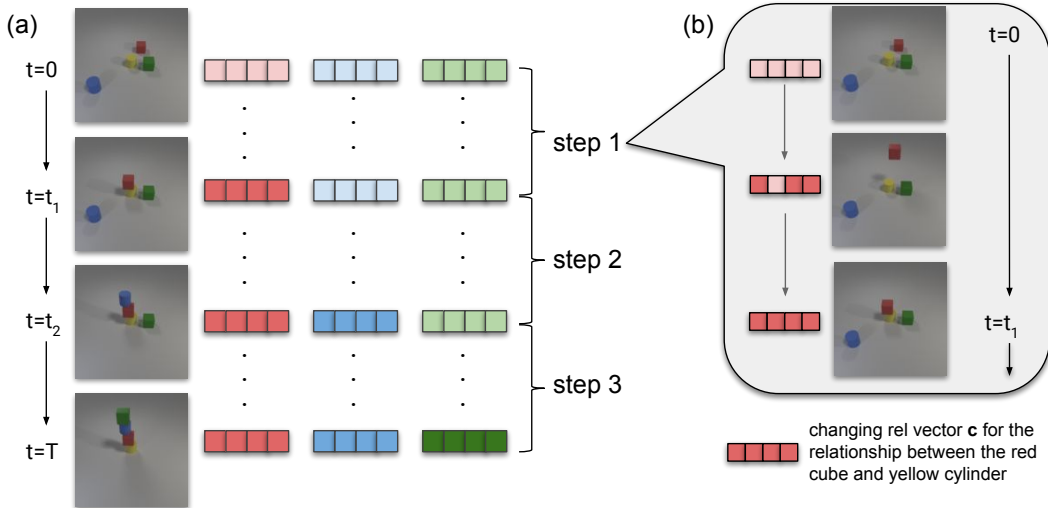 (a)
t=0
t=t₁
t=t₂
t=T
step 1
step 2
step 3
(b)
t=0
t=t₁
changing rel vector c for the
relationship between the red
cube and yellow cylinder